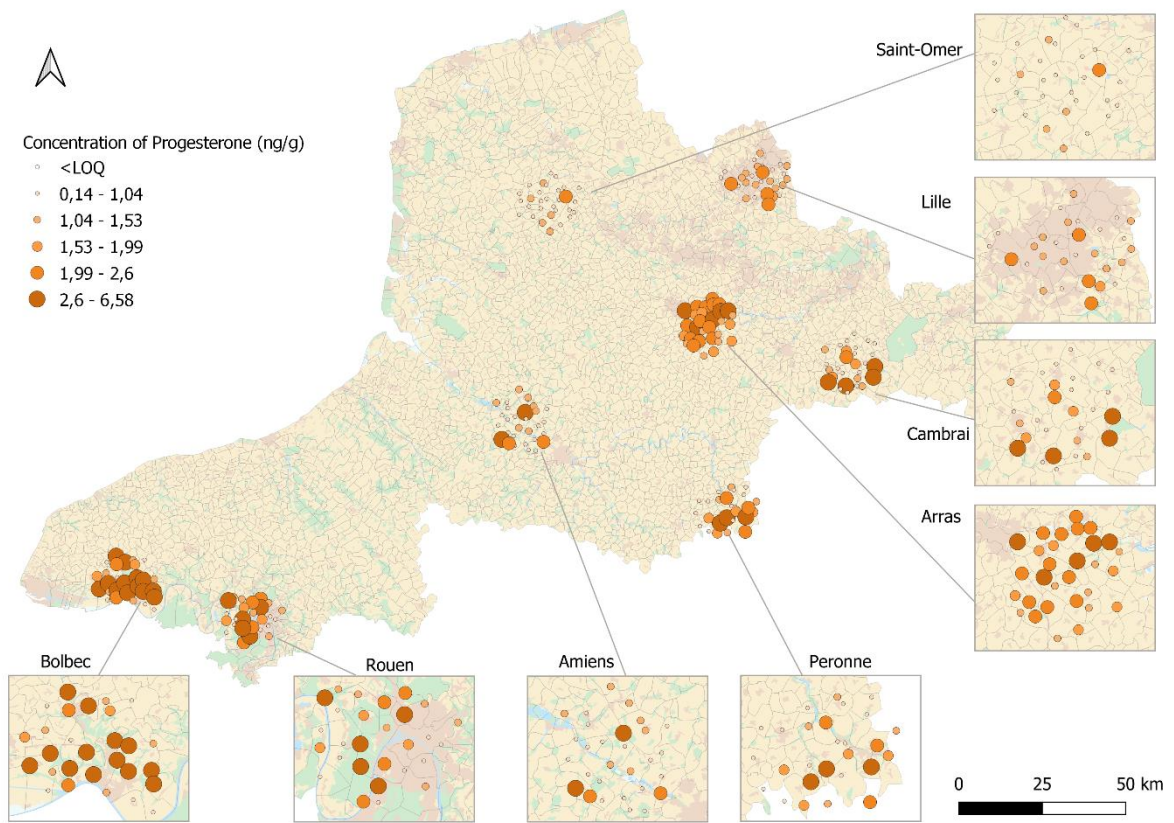 Saint-Omer
Concentration of Progesterone (ng/g)
<LOQ
0,14 - 1,04
1,04 - 1,53
1,53 - 1,99
1,99 - 2,6
2,6 - 6,58
Lille
Cambrai
Arras
Bolbec
Rouen
Amiens
Peronne
0 25 50 km